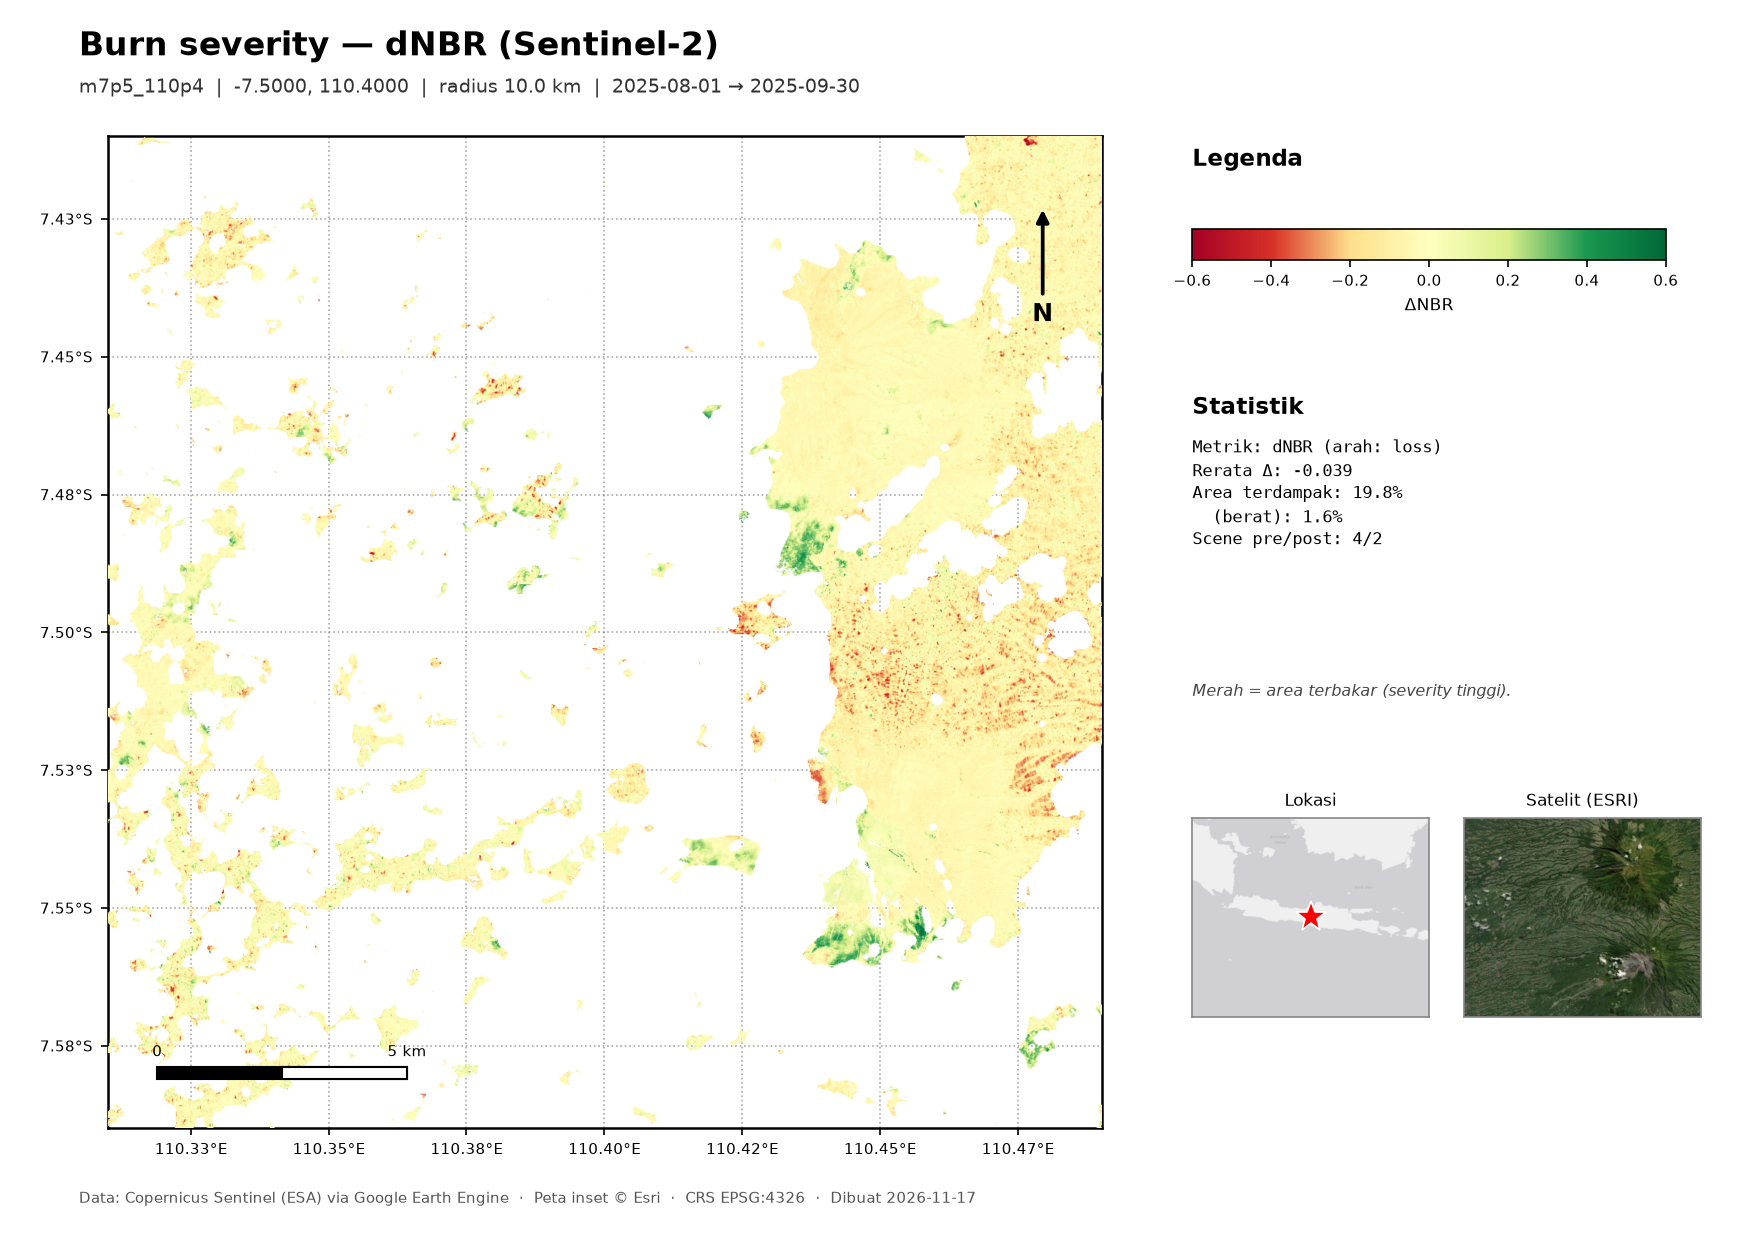 Burn severity — dNBR (Sentinel-2)
m7p5_110p4 | -7.5000, 110.4000 | radius 10.0 km | 2025-08-01 → 2025-09-30
7.43°S
7.45°S
7.48°S
7.50°S
7.53°S
7.55°S
7.58°S
N
0 5 km
110.33°E 110.35°E 110.38°E 110.40°E 110.42°E 110.45°E 110.47°E
Legenda
−0.6 −0.4 −0.2 0.0 0.2 0.4 0.6
ΔNBR
Statistik
Metrik: dNBR (arah: loss)
Rerata Δ: -0.039
Area terdampak: 19.8%
(berat): 1.6%
Scene pre/post: 4/2
Merah = area terbakar (severity tinggi).
Lokasi Satelit (ESRI)
Data: Copernicus Sentinel (ESA) via Google Earth Engine · Peta inset © Esri · CRS EPSG:4326 · Dibuat 2026-11-17